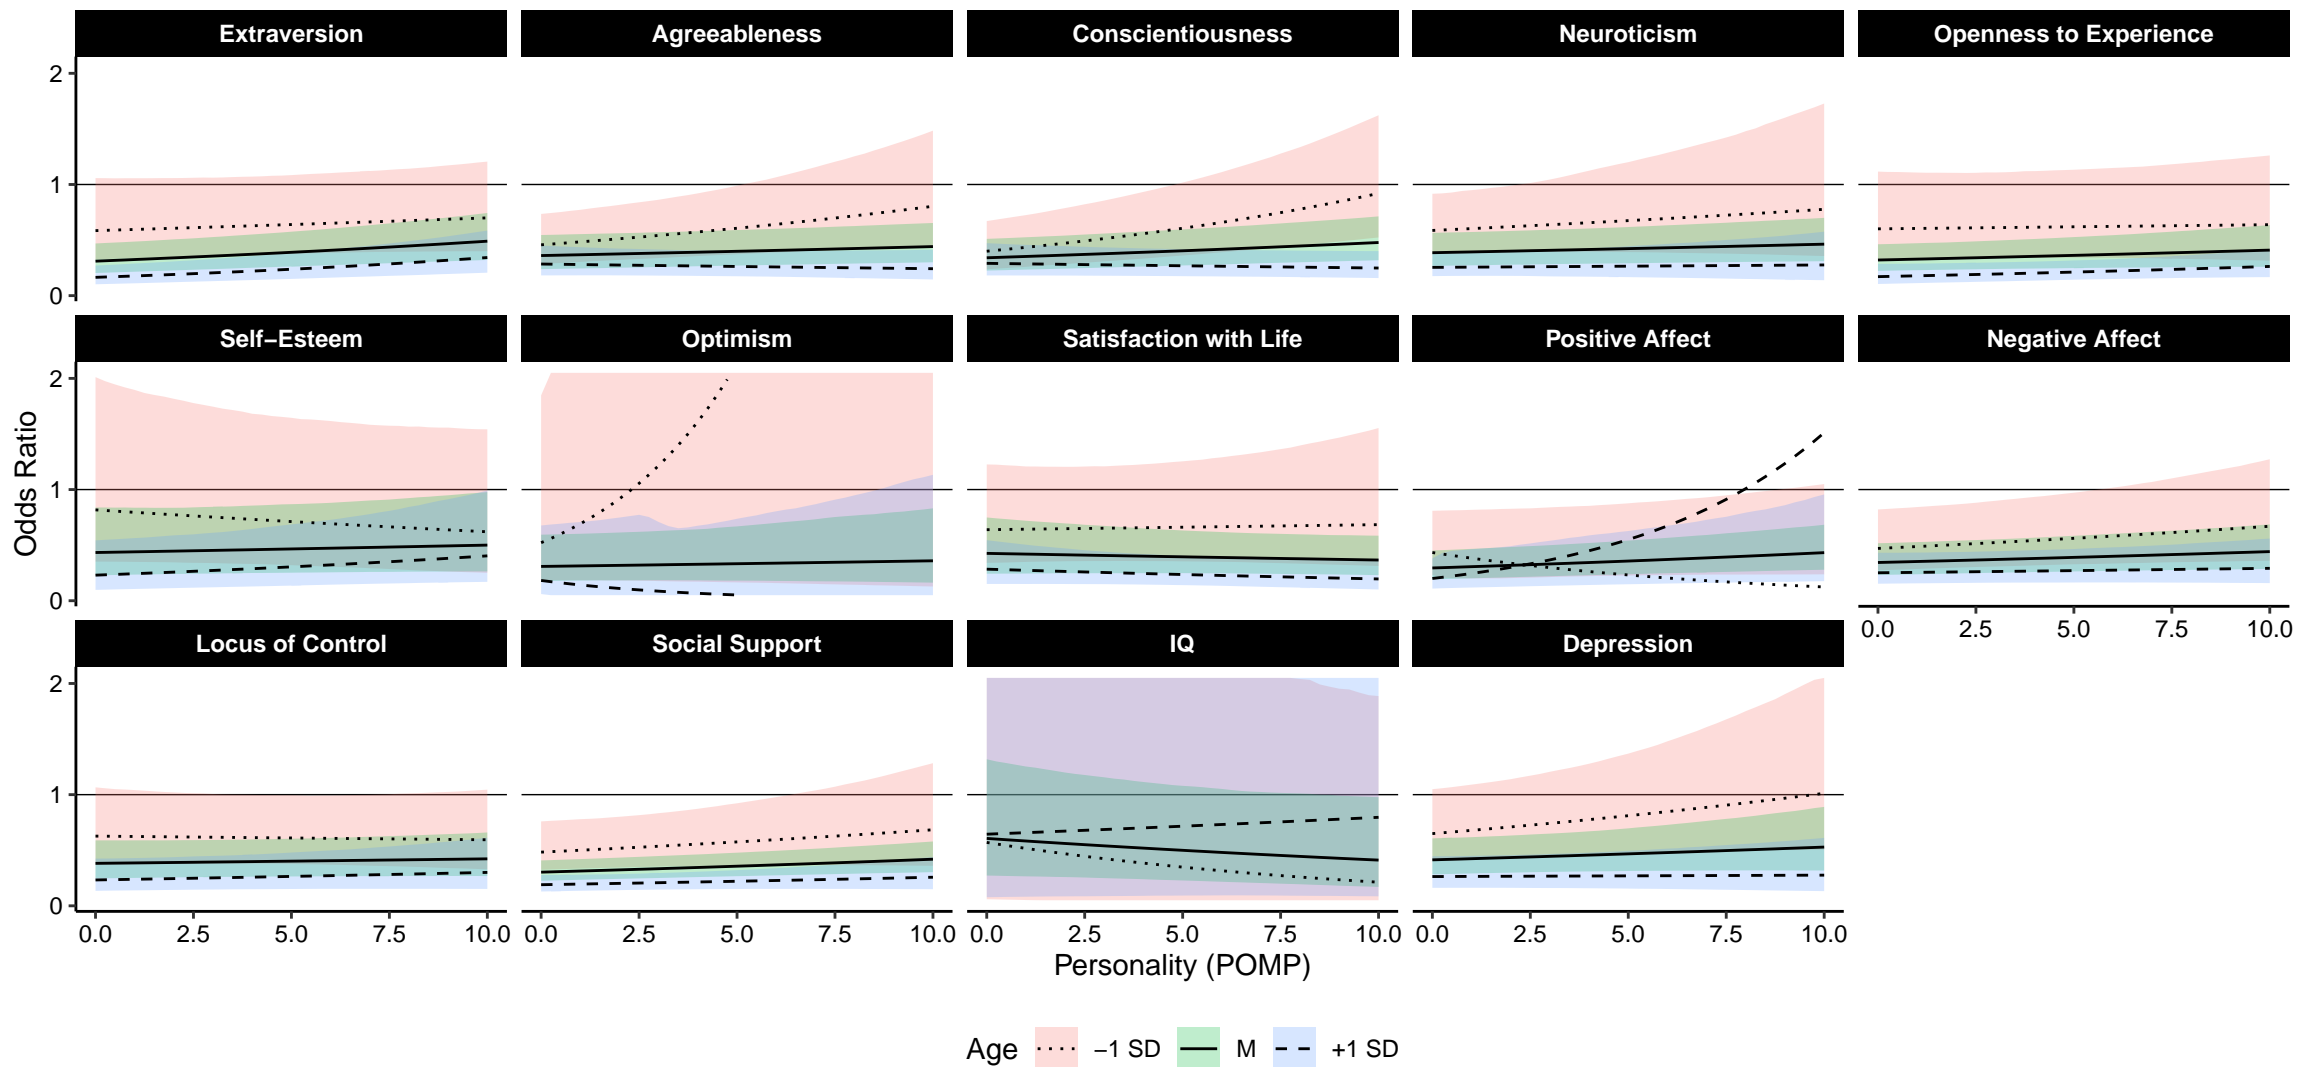 Extraversion Agreeableness Conscientiousness Neuroticism Openness to Experience
2
1
0
Self−Esteem Optimism Satisfaction with Life Positive Affect Negative Affect
2
1
0
Odds Ratio
0.0 2.5 5.0 7.5 10.0
Locus of Control Social Support IQ Depression
2
1
0
0.0 2.5 5.0 7.5 10.0 0.0 2.5 5.0 7.5 10.0 0.0 2.5 5.0 7.5 10.0 0.0 2.5 5.0 7.5 10.0
Personality (POMP)
Age −1 SD M +1 SD